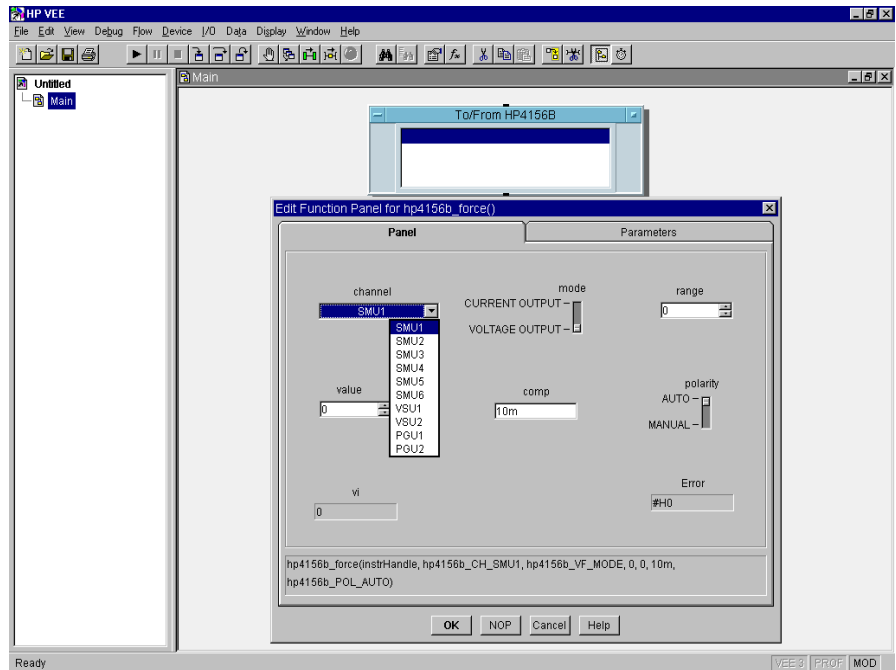 HP VEE
File Edit View Debug Flow Device I/O Data Display Window Help
Untitled
Main
Main
To/From HP4156B
Edit Function Panel for hp4156b_force()
Panel Parameters
channel mode range
SMU1 CURRENT OUTPUT 0
VOLTAGE OUTPUT
SMU1
SMU2
SMU3
SMU4
SMU5
SMU6
VSU1
VSU2
PGU1
PGU2
value comp polarity
0 10m AUTO
MANUAL
vi Error
0 #H0
hp4156b_force(instrHandle, hp4156b_CH_SMU1, hp4156b_VF_MODE, 0, 0, 10m,
hp4156b_POL_AUTO)
OK NOP Cancel Help
Ready VEE 3 PROF MOD